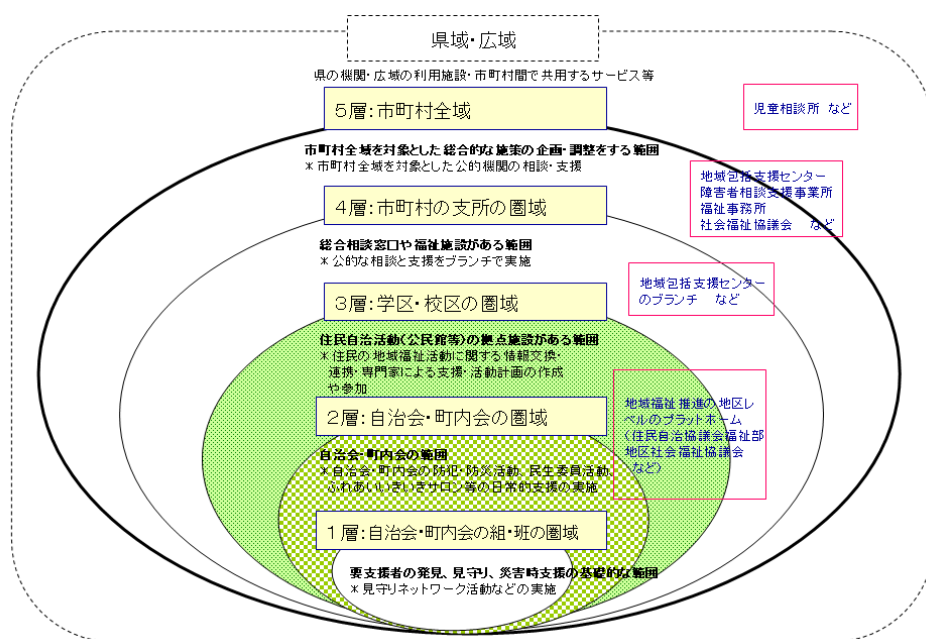 県域・広域
県の機関・広域の利用施設・市町村間で共用するサービス等
5層：市町村全域
児童相談所 など
市町村全域を対象とした総合的な施策の企画・調整をする範囲
＊市町村全域を対象とした公的機関の相談・支援
地域包括支援センター
障害者相談支援事業所
福祉事務所
社会福祉協議会 など
4層：市町村の支所の圏域
総合相談窓口や福祉施設がある範囲
＊公的な相談と支援をブランチで実施
地域包括支援センター
のブランチ など
3層：学区・校区の圏域
住民自治活動（公民館等）の拠点施設がある範囲
＊住民の地域福祉活動に関する情報交換・
連携・専門家による支援・活動計画の作成
や参加
地域福祉推進の地区レ
ベルのプラットホーム
（住民自治協議会福祉部
地区社会福祉協議会
など）
2層：自治会・町内会の圏域
自治会・町内会の範囲
＊自治会・町内会の防犯・防災活動、民生委員活動、
ふれあいいきいきサロン等の日常的支援の実施
1層：自治会・町内会の組・班の圏域
要支援者の発見、見守り、災害時支援の基礎的な範囲
＊見守りネットワーク活動などの実施